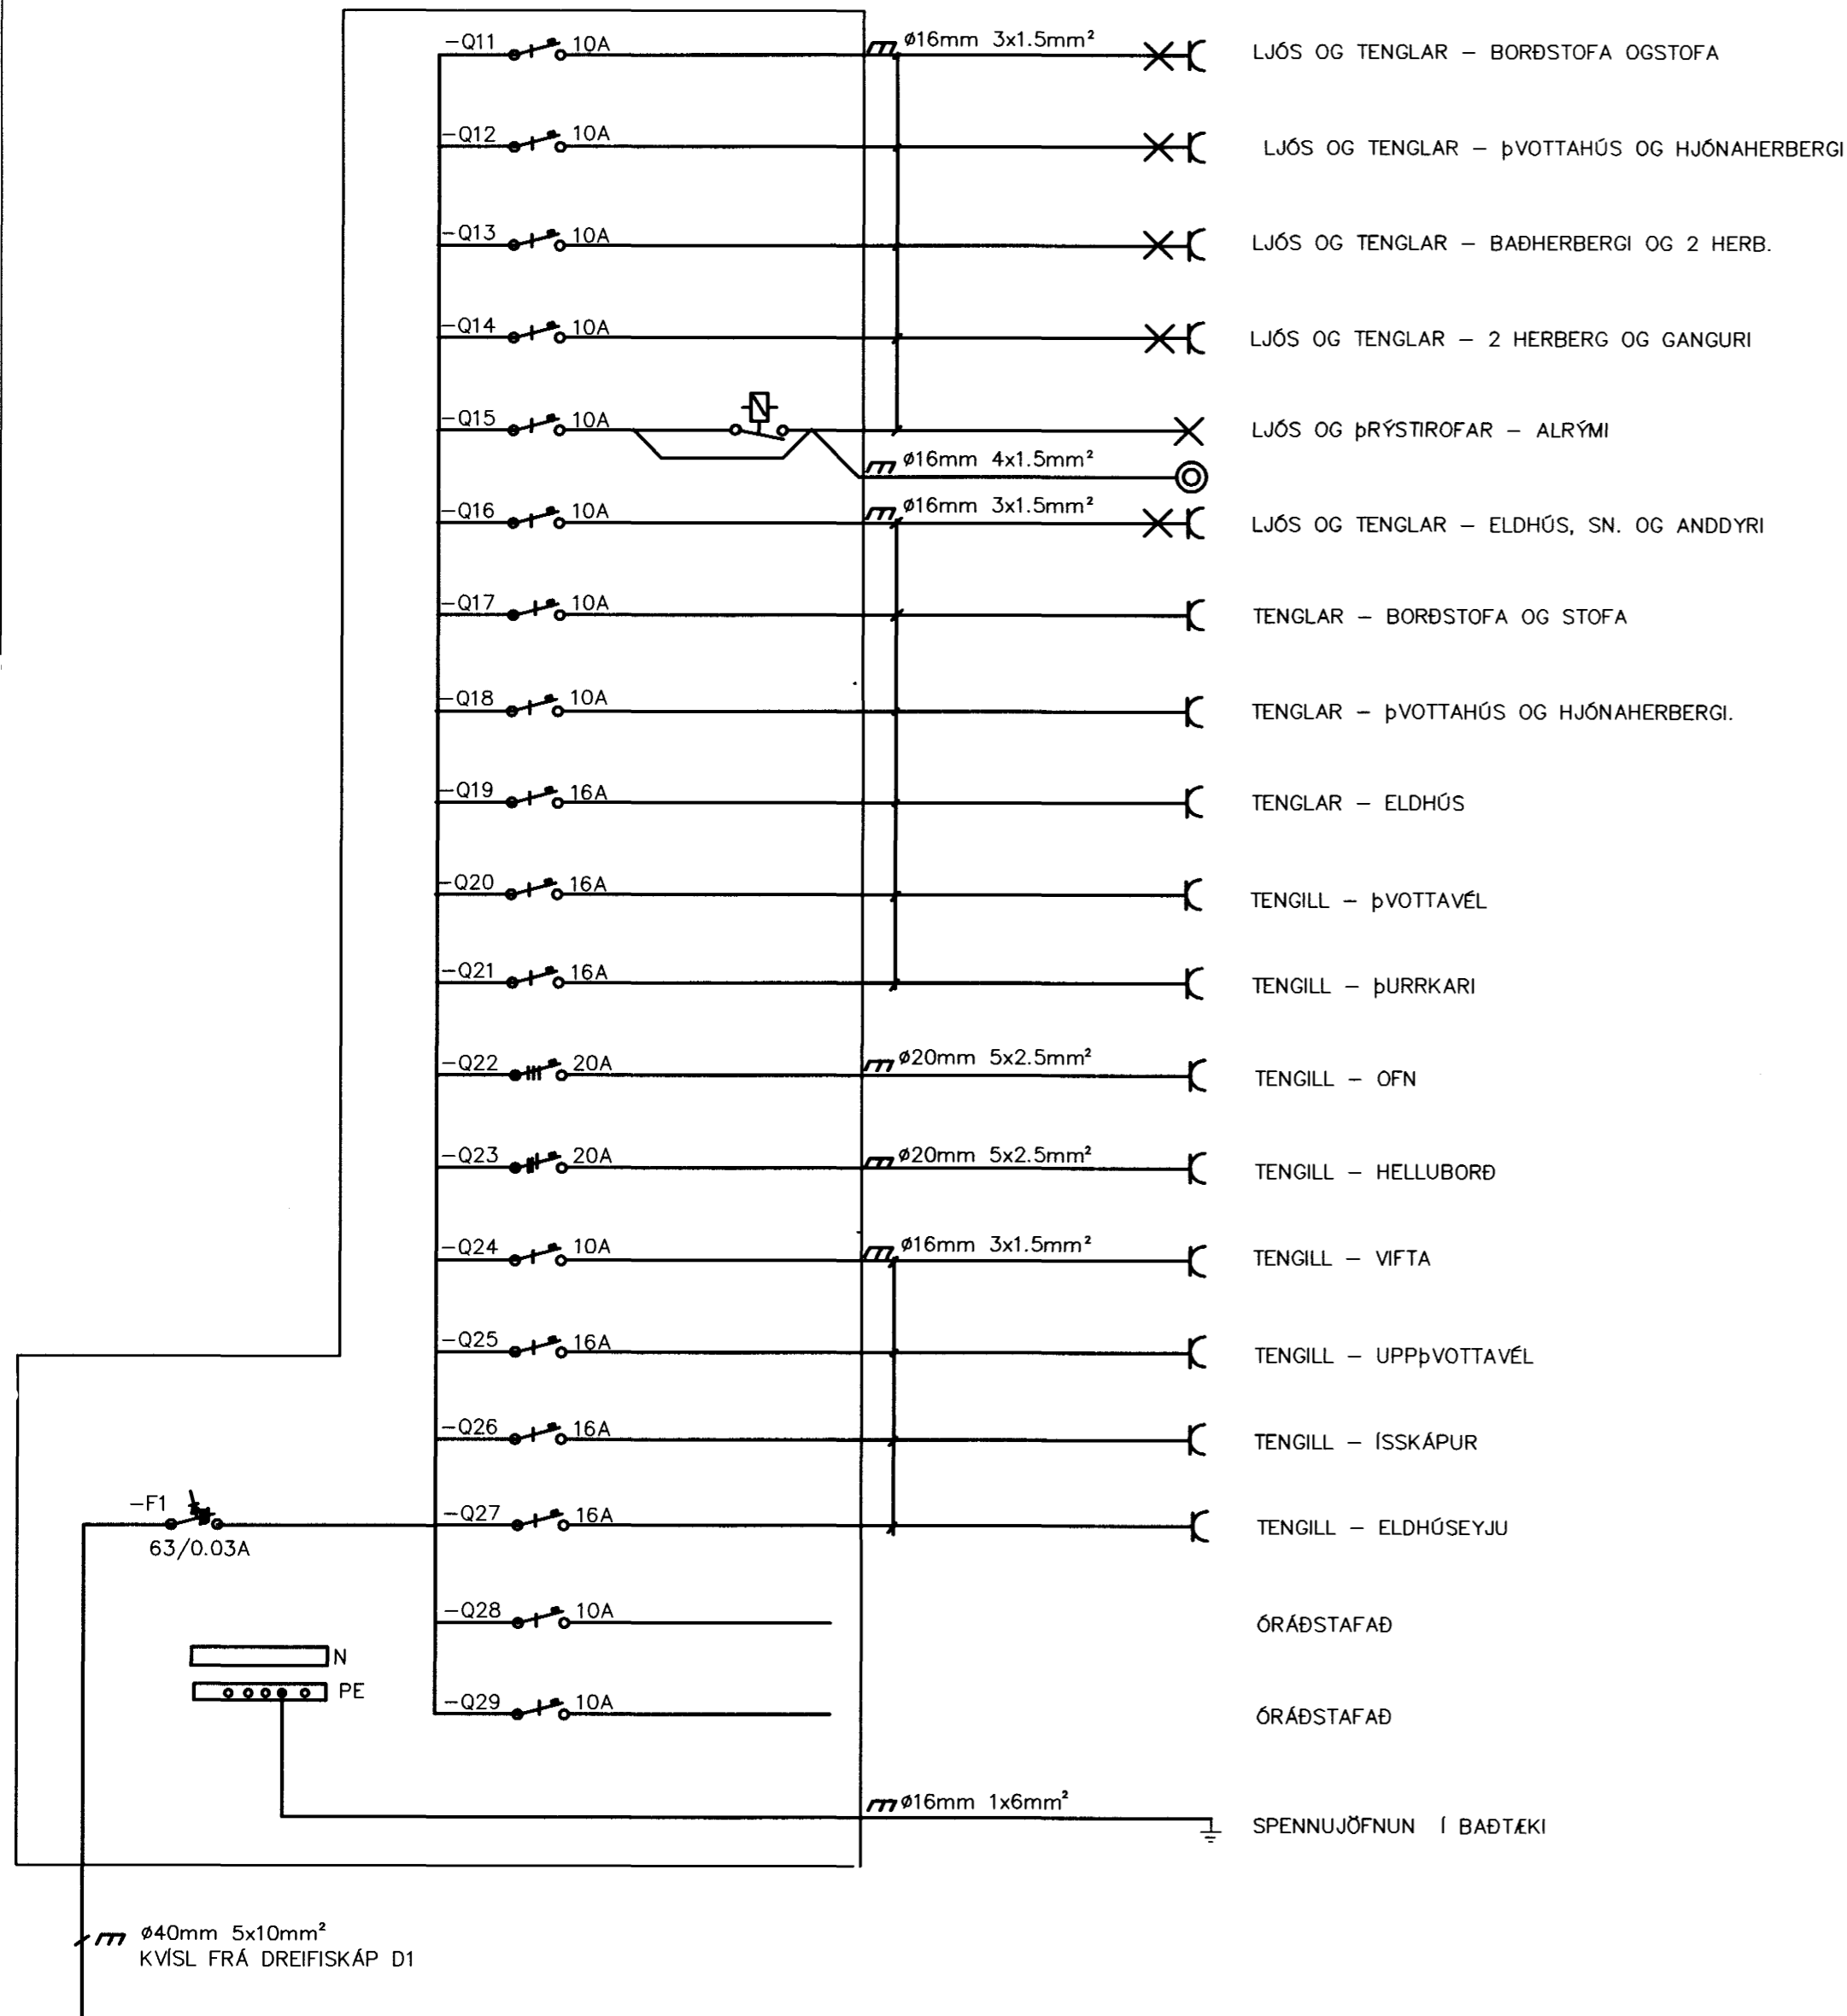 -Q11 10A ø16mm 3x1.5mm² LJÓS OG TENGLAR – BORÐSTOFA OGSTOFA
-Q12 10A LJÓS OG TENGLAR – ÞVOTTAHÚS OG HJÓNAHERBERGI
-Q13 10A LJÓS OG TENGLAR – BAÐHERBERGI OG 2 HERB.
-Q14 10A LJÓS OG TENGLAR – 2 HERBERG OG GANGURI
-Q15 10A LJÓS OG ÞRÝSTIROFAR – ALRÝMI
ø16mm 4x1.5mm²
-Q16 10A ø16mm 3x1.5mm² LJÓS OG TENGLAR – ELDHÚS, SN. OG ANDDYRI
-Q17 10A TENGLAR – BORÐSTOFA OG STOFA
-Q18 10A TENGLAR – ÞVOTTAHÚS OG HJÓNAHERBERGI.
-Q19 16A TENGLAR – ELDHÚS
-Q20 16A TENGILL – ÞVOTTAVÉL
-Q21 16A TENGILL – ÞURRKARI
-Q22 20A ø20mm 5x2.5mm² TENGILL – OFN
-Q23 20A ø20mm 5x2.5mm² TENGILL – HELLUBORÐ
-Q24 10A ø16mm 3x1.5mm² TENGILL – VIFTA
-Q25 16A TENGILL – UPPÞVOTTAVÉL
-Q26 16A TENGILL – ÍSSKÁPUR
-F1 -Q27 16A TENGILL – ELDHÚSEYJU
63/0.03A
-Q28 10A ÓRÁÐSTAFAÐ
N
PE
-Q29 10A ÓRÁÐSTAFAÐ
ø16mm 1x6mm² SPENNUJÖFNUN Í BAÐTÆKI
ø40mm 5x10mm²
KVÍSL FRÁ DREIFISKÁP D1